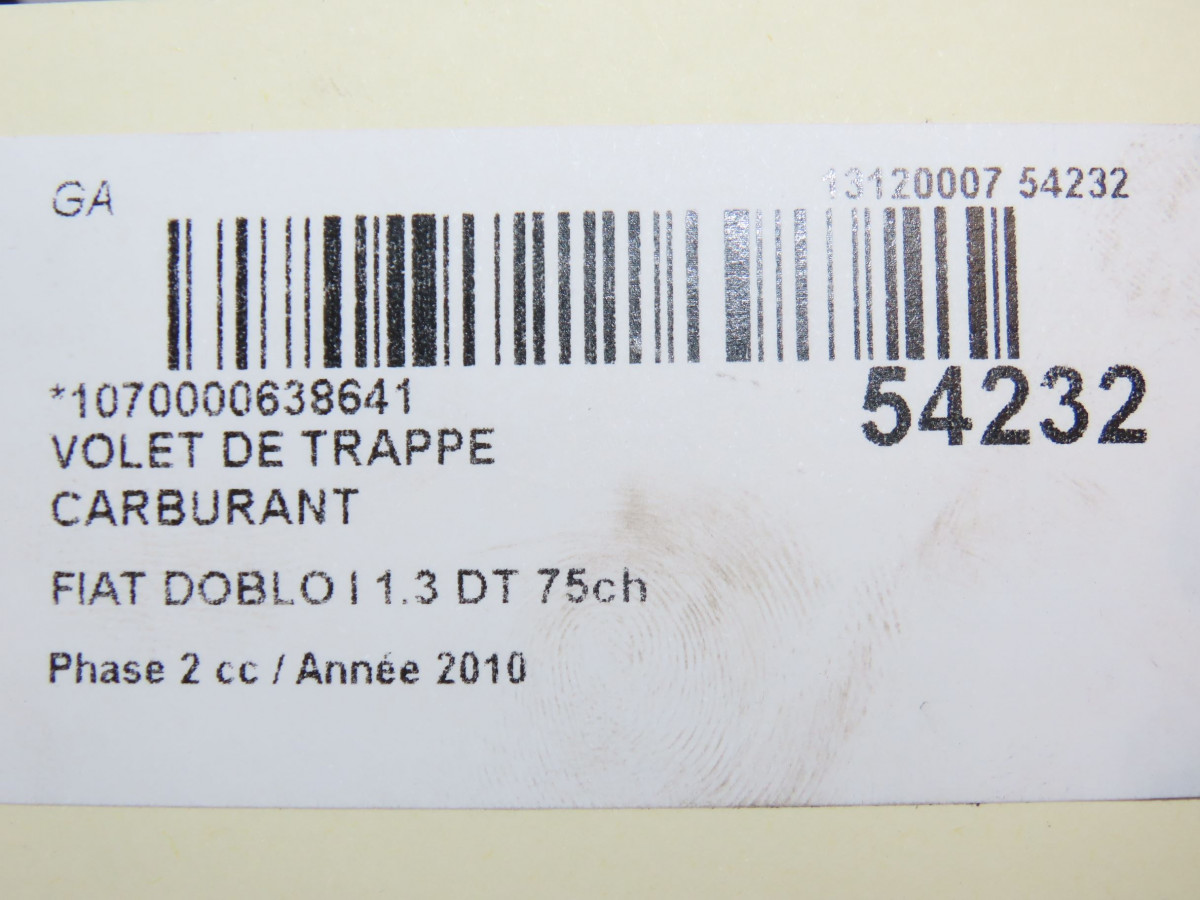 GA
13120007 54232
*1070000638641
54232
VOLET DE TRAPPE
CARBURANT
FIAT DOBLO I 1.3 DT 75ch
Phase 2 cc / Année 2010